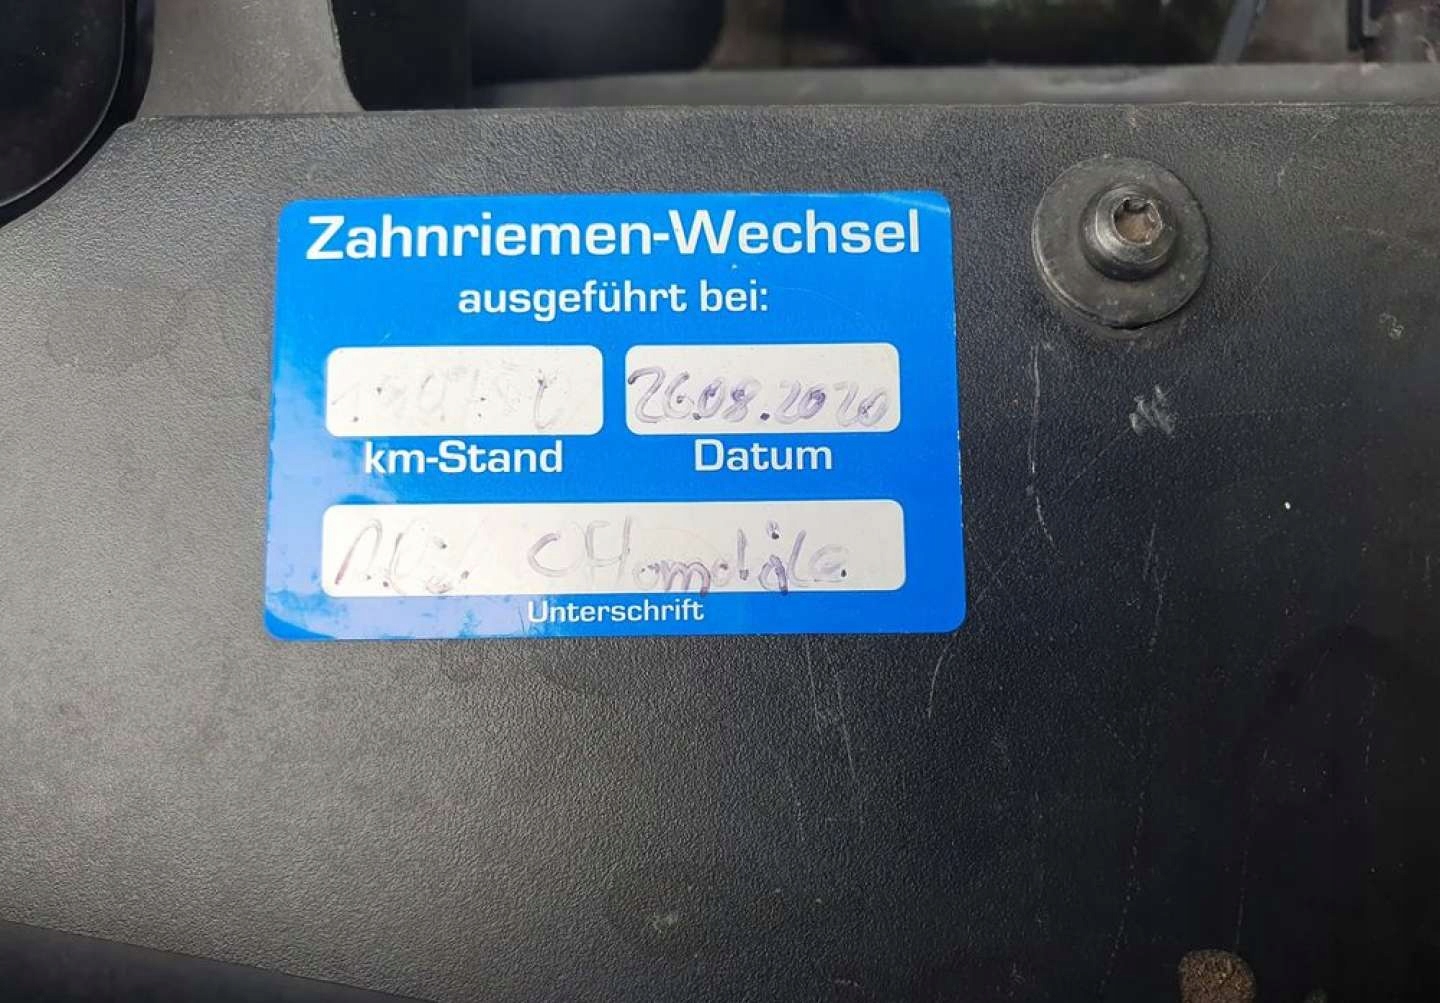 Zahnriemen-Wechsel
ausgeführt bei:
26.08.2020
km-Stand Datum
Unterschrift